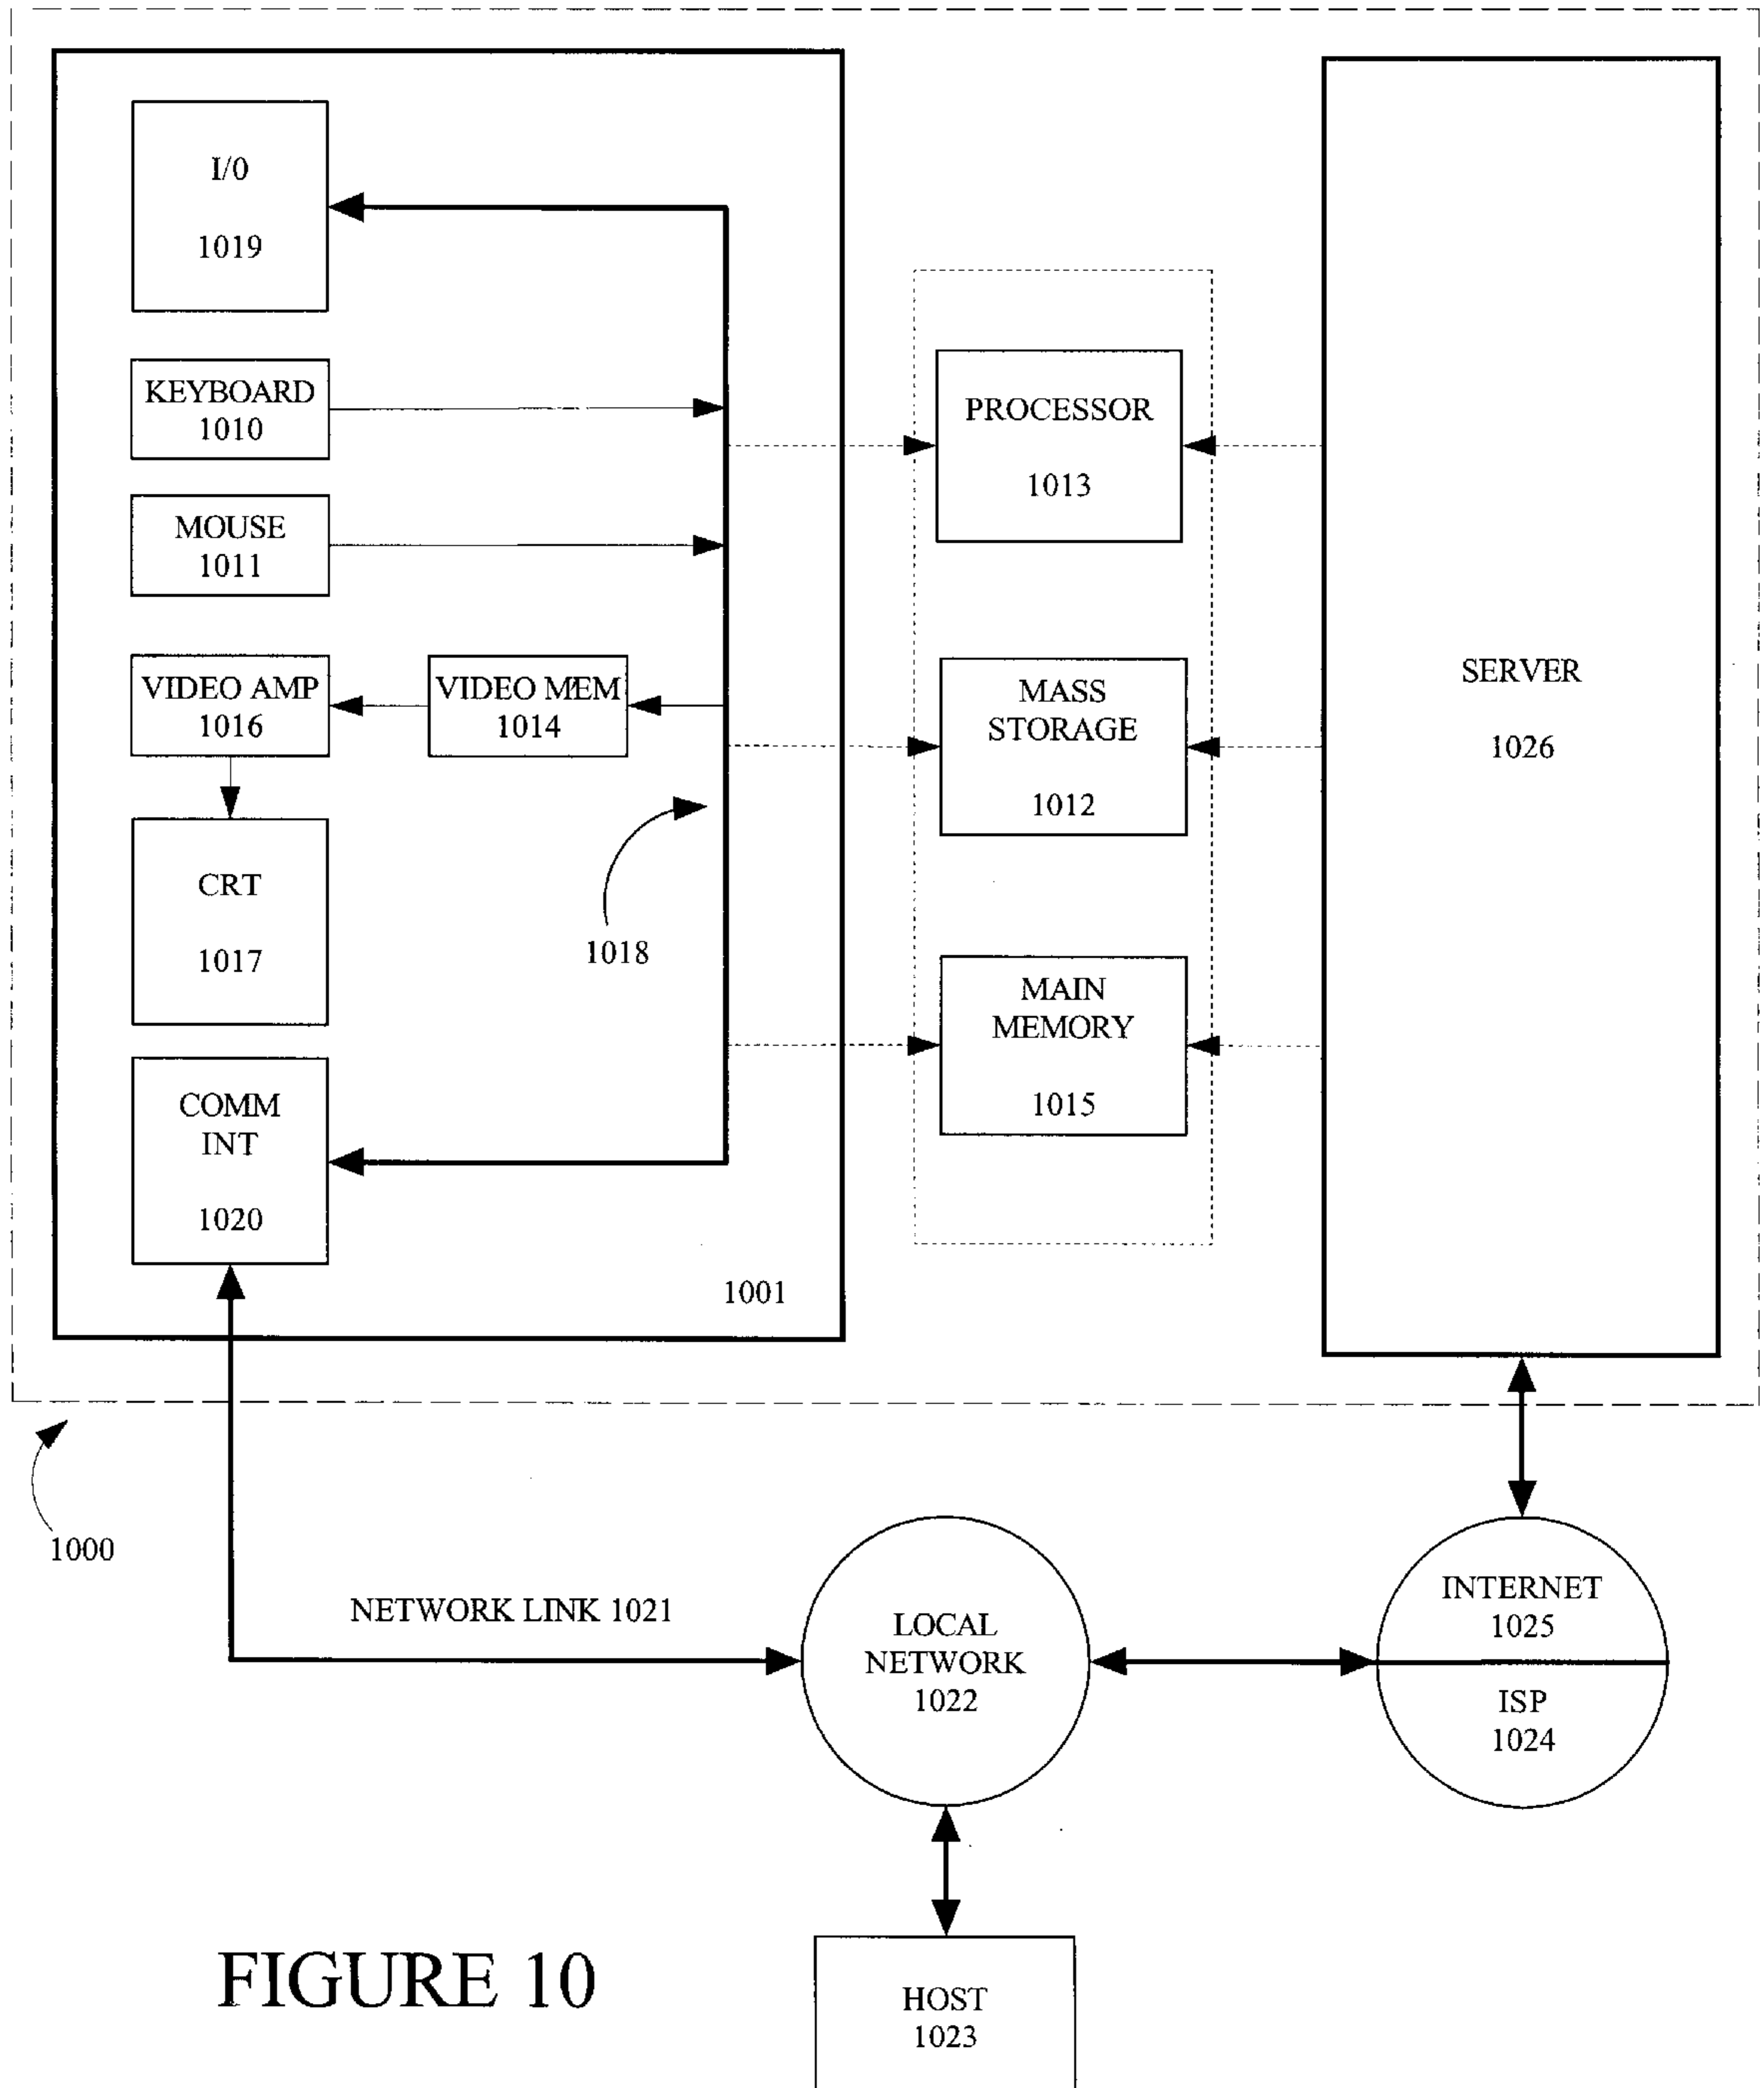 I/0
1019
KEYBOARD
1010
MOUSE
1011
VIDEO AMP
1016
VIDEO MEM
1014
CRT
1017
1018
COMM
INT
1020
1001
PROCESSOR
1013
MASS
STORAGE
1012
MAIN
MEMORY
1015
SERVER
1026
1000
NETWORK LINK 1021
LOCAL
NETWORK
1022
INTERNET
1025
ISP
1024
HOST
1023
FIGURE 10